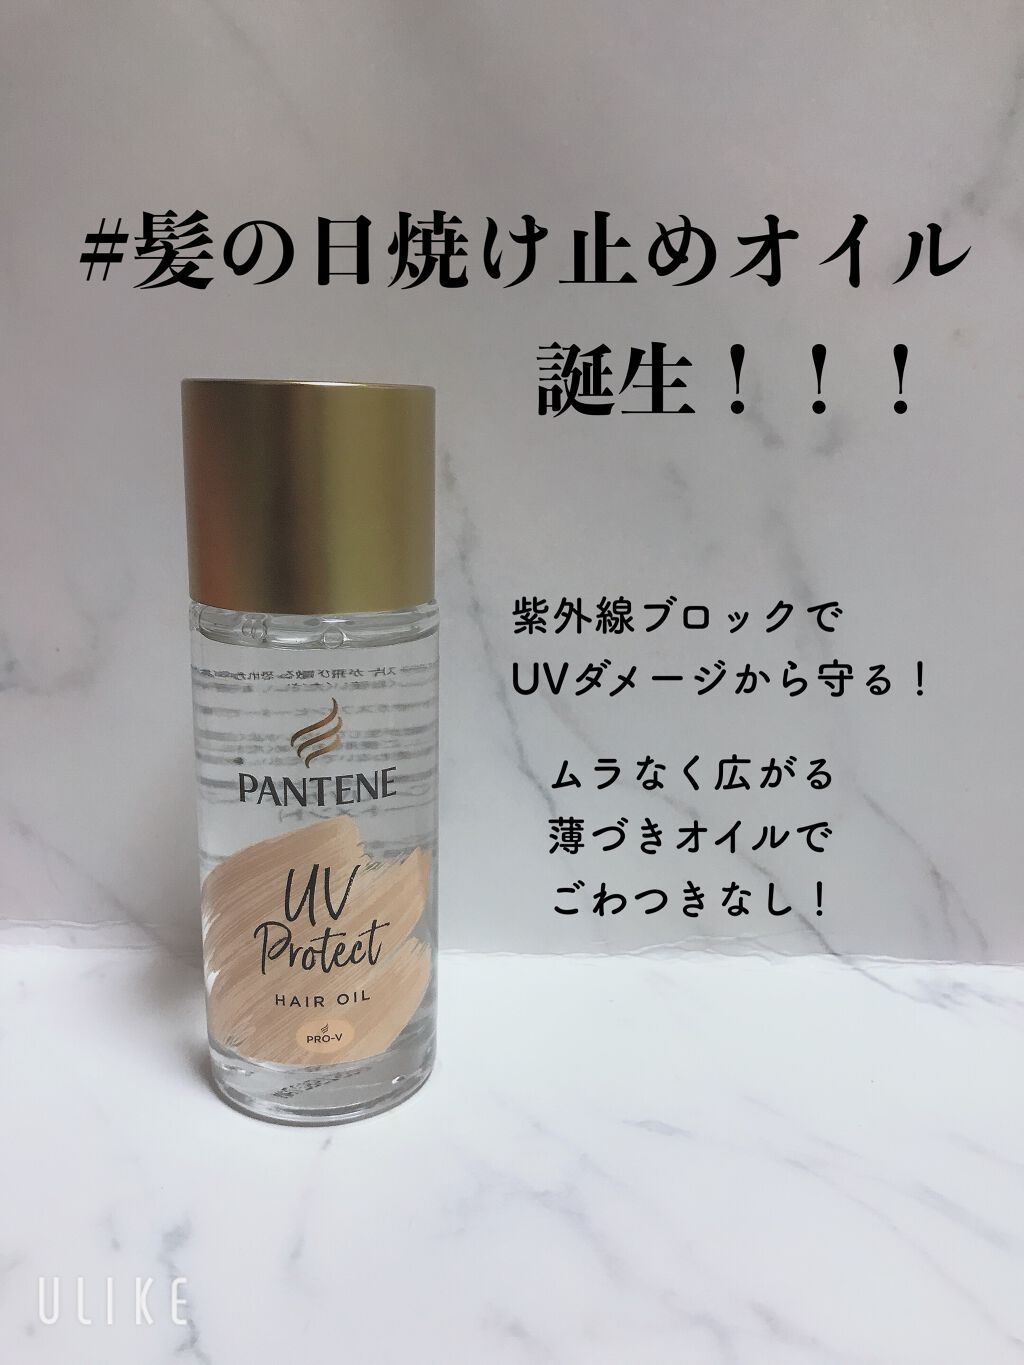 #髪の日焼け止めオイル
誕生！！！
紫外線ブロックで
UVダメージから守る！
ムラなく広がる
薄づきオイルで
ごわつきなし！
PANTENE
UV
Protect
HAIR OIL
PRO-V
ULIKE